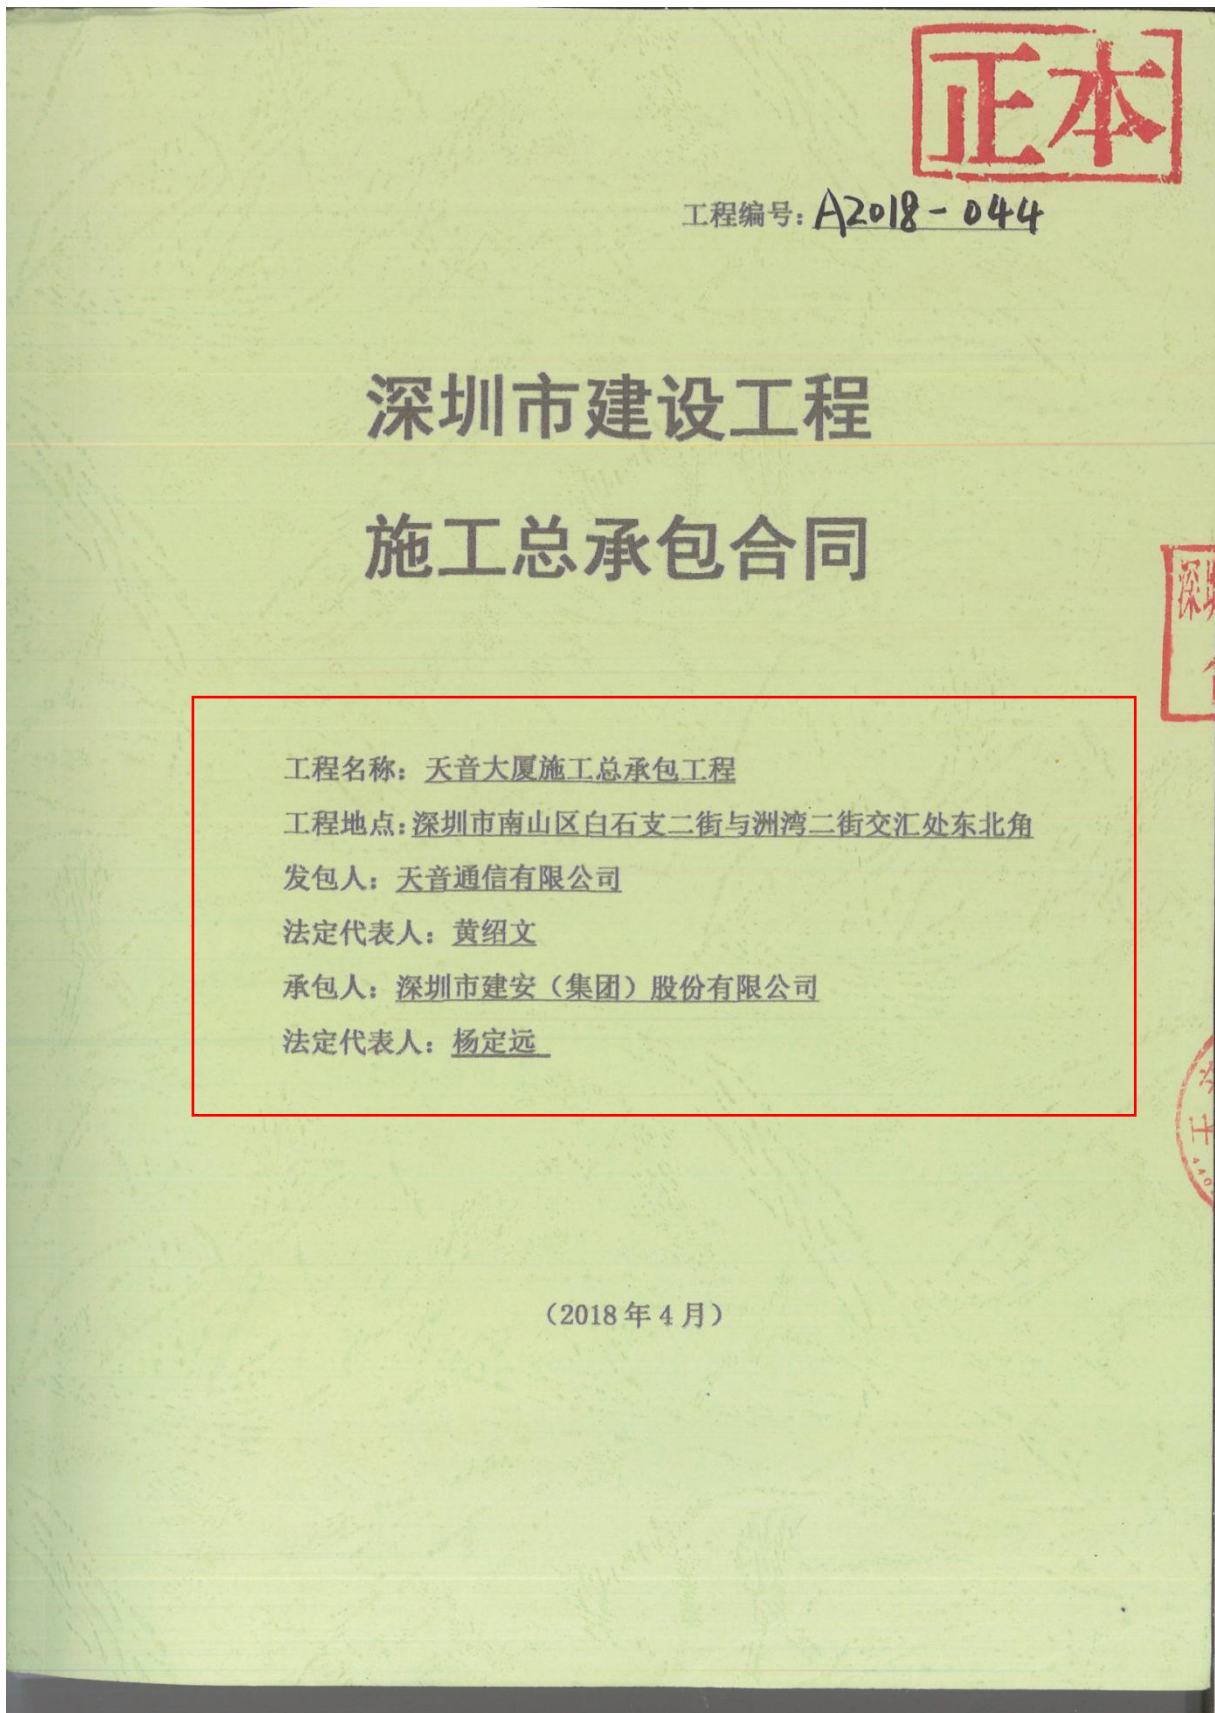 正本
工程编号：A2018-044
深圳市建设工程
施工总承包合同
深圳
工程名称：天音大厦施工总承包工程
工程地点：深圳市南山区白石支二街与洲湾二街交汇处东北角
发包人：天音通信有限公司
法定代表人：黄绍文
承包人：深圳市建安（集团）股份有限公司
法定代表人：杨定远
（2018年4月）